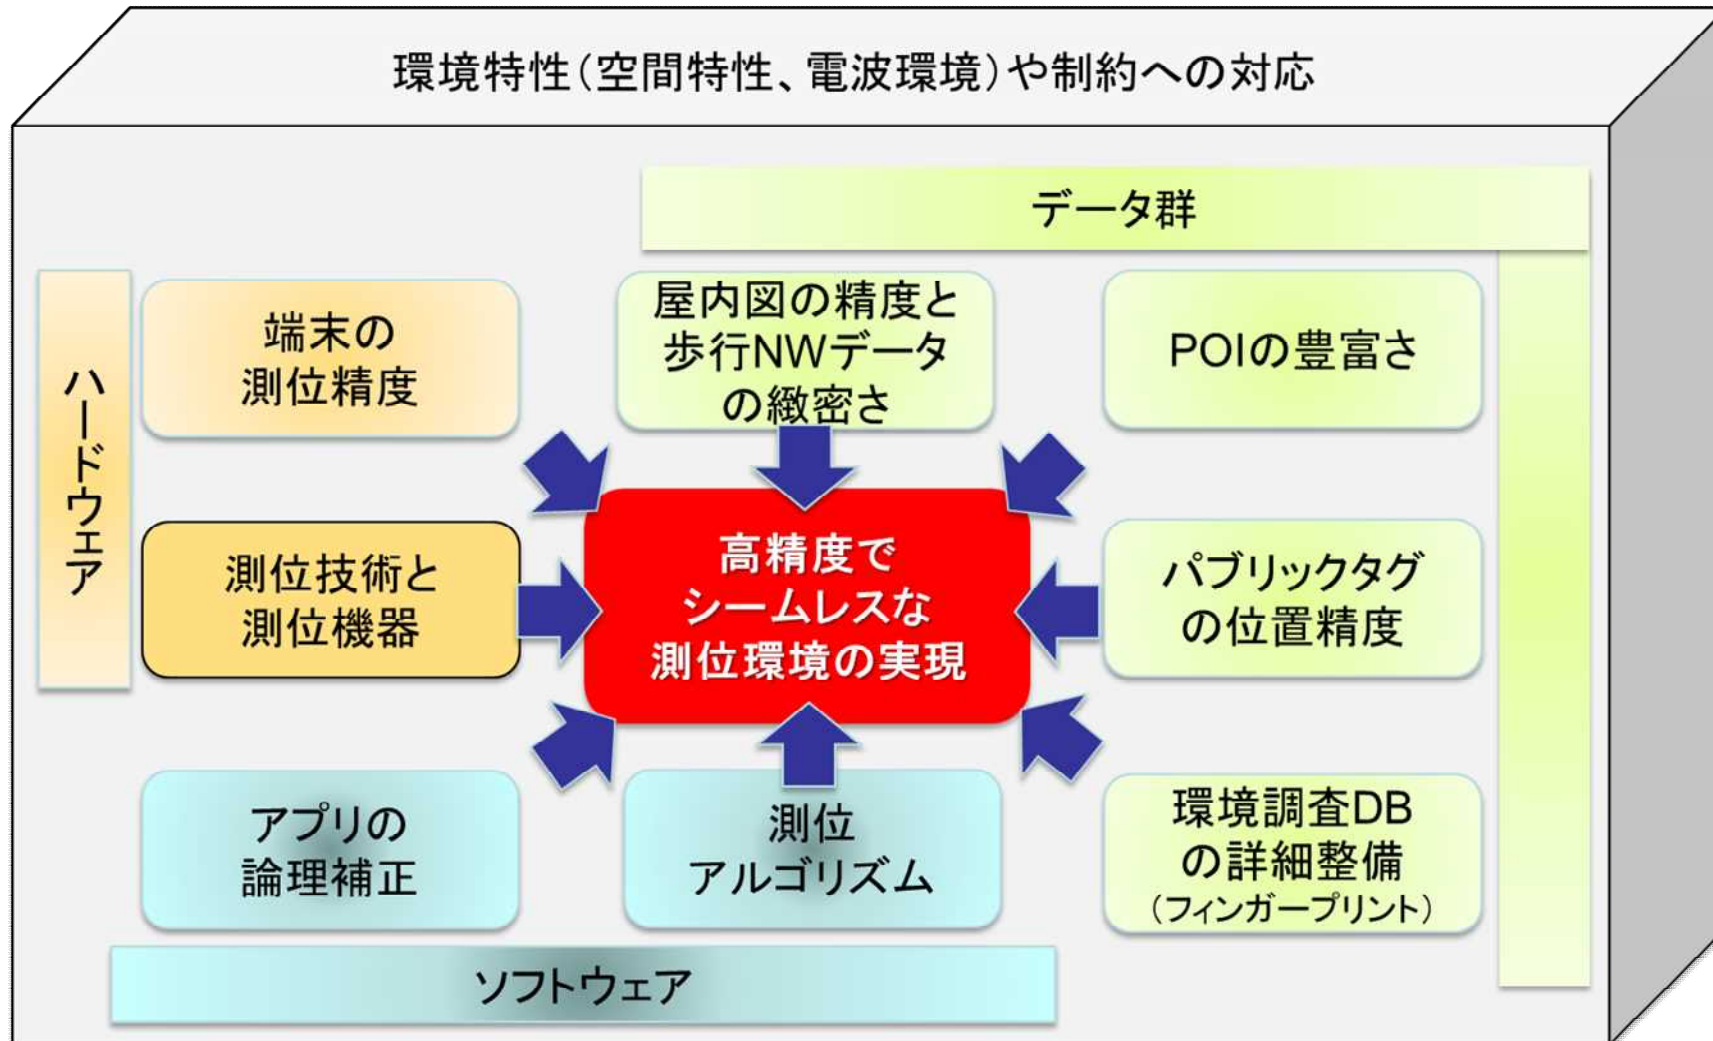 環境特性(空間特性、電波環境)や制約への対応
データ群
ハードウェア
端末の
測位精度
屋内図の精度と
歩行NWデータ
の緻密さ
POIの豊富さ
測位技術と
測位機器
高精度で
シームレスな
測位環境の実現
パブリックタグ
の位置精度
アプリの
論理補正
測位
アルゴリズム
環境調査DB
の詳細整備
(フィンガープリント)
ソフトウェア